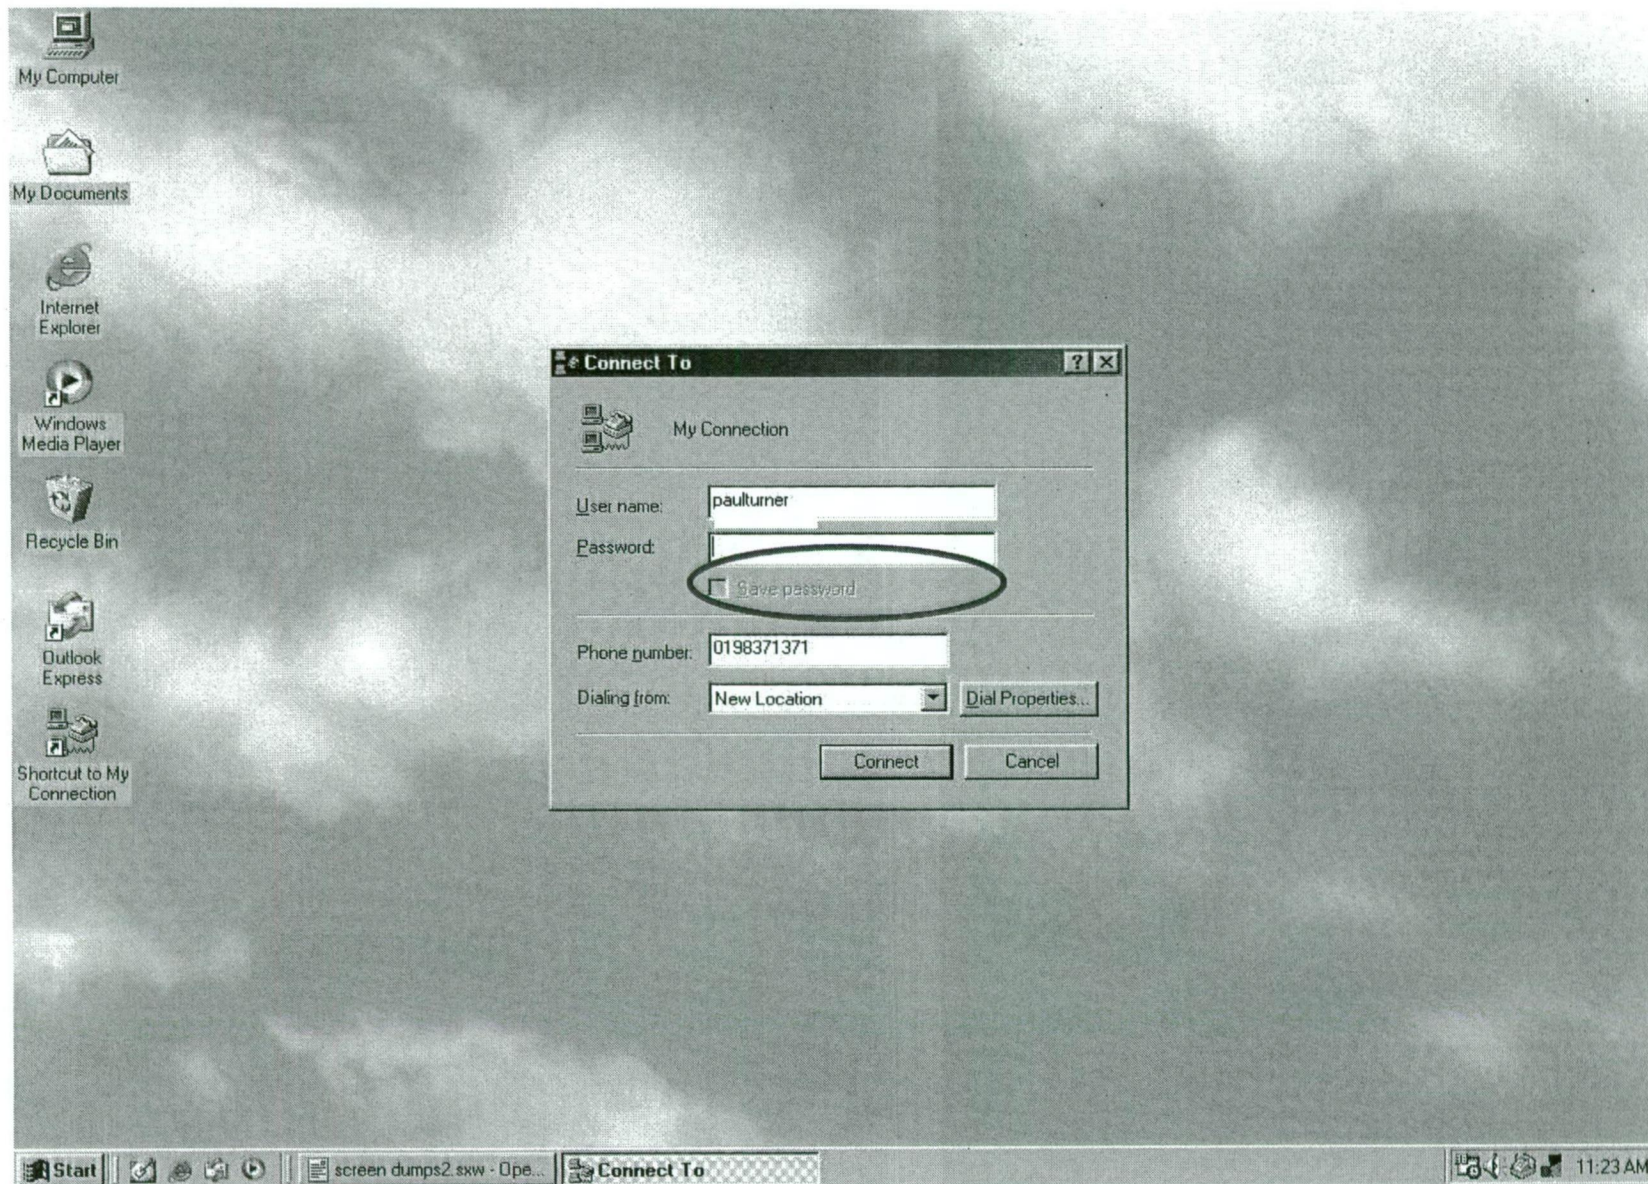 My Computer
My Documents
Internet
Explorer
Windows
Media Player
Recycle Bin
Outlook
Express
Shortcut to My
Connection
Connect To
My Connection
User name:
paulturner
Password:
Save password
Phone number:
0198371371
Dialing from:
New Location
Dial Properties...
Connect
Cancel
Start
screen dumps2.sxw - Ope...
Connect To
11:23 AM